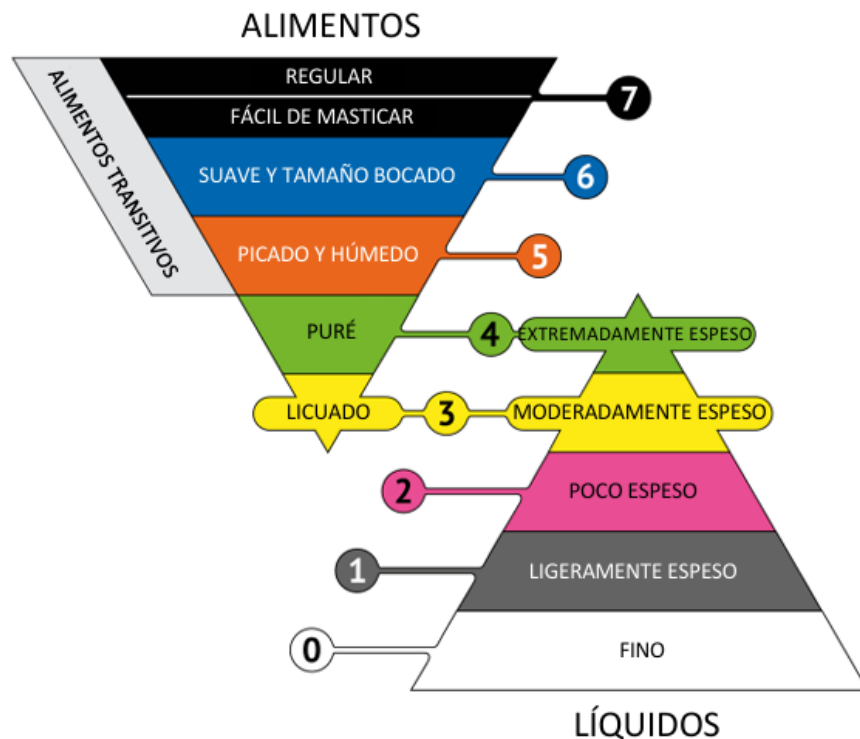 ALIMENTOS
REGULAR
7
FÁCIL DE MASTICAR
ALIMENTOS TRANSITIVOS
SUAVE Y TAMAÑO BOCADO
6
PICADO Y HÚMEDO
5
PURÉ
4
EXTREMADAMENTE ESPESO
LICUADO
3
MODERADAMENTE ESPESO
2
POCO ESPESO
1
LIGERAMENTE ESPESO
0
FINO
LÍQUIDOS